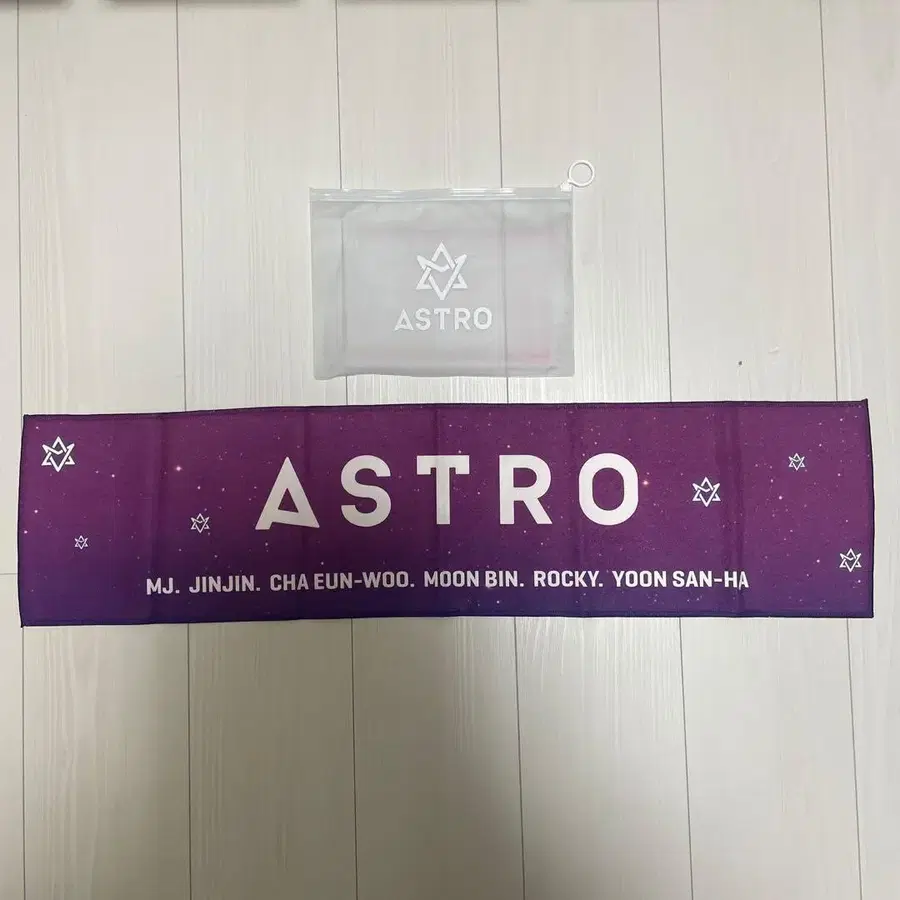 ASTRO
ASTRO
MJ. JINJIN. CHA EUN-WOO. MOON BIN. ROCKY. YOON SAN-HA